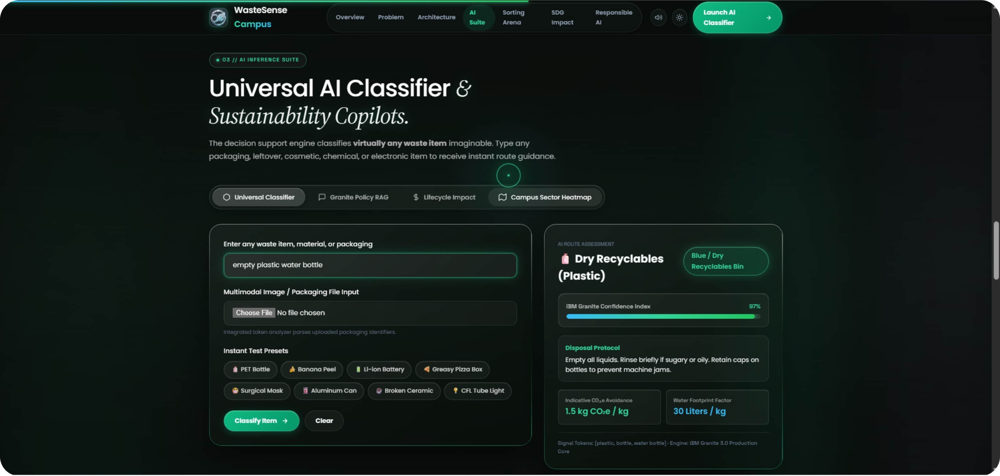 WasteSense
Campus
Overview
Problem
Architecture
AI
Suite
Sorting
Arena
SDG
Impact
Responsible
AI
Launch AI
Classifier →
03 // AI INFERENCE SUITE
Universal AI Classifier &
Sustainability Copilots.
The decision support engine classifies virtually any waste item imaginable. Type any
packaging, leftover, cosmetic, chemical, or electronic item to receive instant route guidance.
Universal Classifier
Granite Policy RAG
$ Lifecycle Impact
Campus Sector Heatmap
Enter any waste item, material, or packaging
empty plastic water bottle
Multimodal Image / Packaging File Input
Choose File No file chosen
Integrated token analyzer parses uploaded packaging identifiers.
Instant Test Presets
PET Bottle
Banana Peel
Li-ion Battery
Greasy Pizza Box
Surgical Mask
Aluminum Can
Broken Ceramic
CFL Tube Light
Classify Item →
Clear
AI ROUTE ASSESSMENT
Dry Recyclables
(Plastic)
Blue / Dry
Recyclables Bin
IBM Granite Confidence Index 97%
Disposal Protocol
Empty all liquids. Rinse briefly if sugary or oily. Retain caps on
bottles to prevent machine jams.
Indicative CO₂e Avoidance
1.5 kg CO₂e / kg
Water Footprint Factor
30 Liters / kg
Signal Tokens: [plastic, bottle, water bottle] · Engine: IBM Granite 3.0 Production
Core